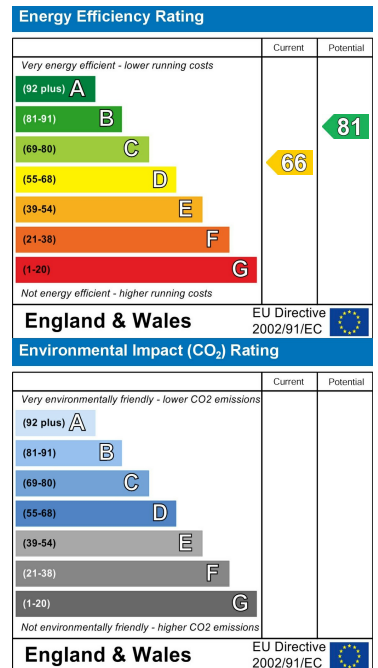 Energy Efficiency Rating
Current Potential
Very energy efficient - lower running costs
(92 plus) A
(81-91) B
81
(69-80) C
66
(55-68) D
(39-54) E
(21-38) F
(1-20) G
Not energy efficient - higher running costs
England & Wales
EU Directive
2002/91/EC
Environmental Impact (CO₂) Rating
Current Potential
Very environmentally friendly - lower CO2 emissions
(92 plus) A
(81-91) B
(69-80) C
(55-68) D
(39-54) E
(21-38) F
(1-20) G
Not environmentally friendly - higher CO2 emissions
England & Wales
EU Directive
2002/91/EC